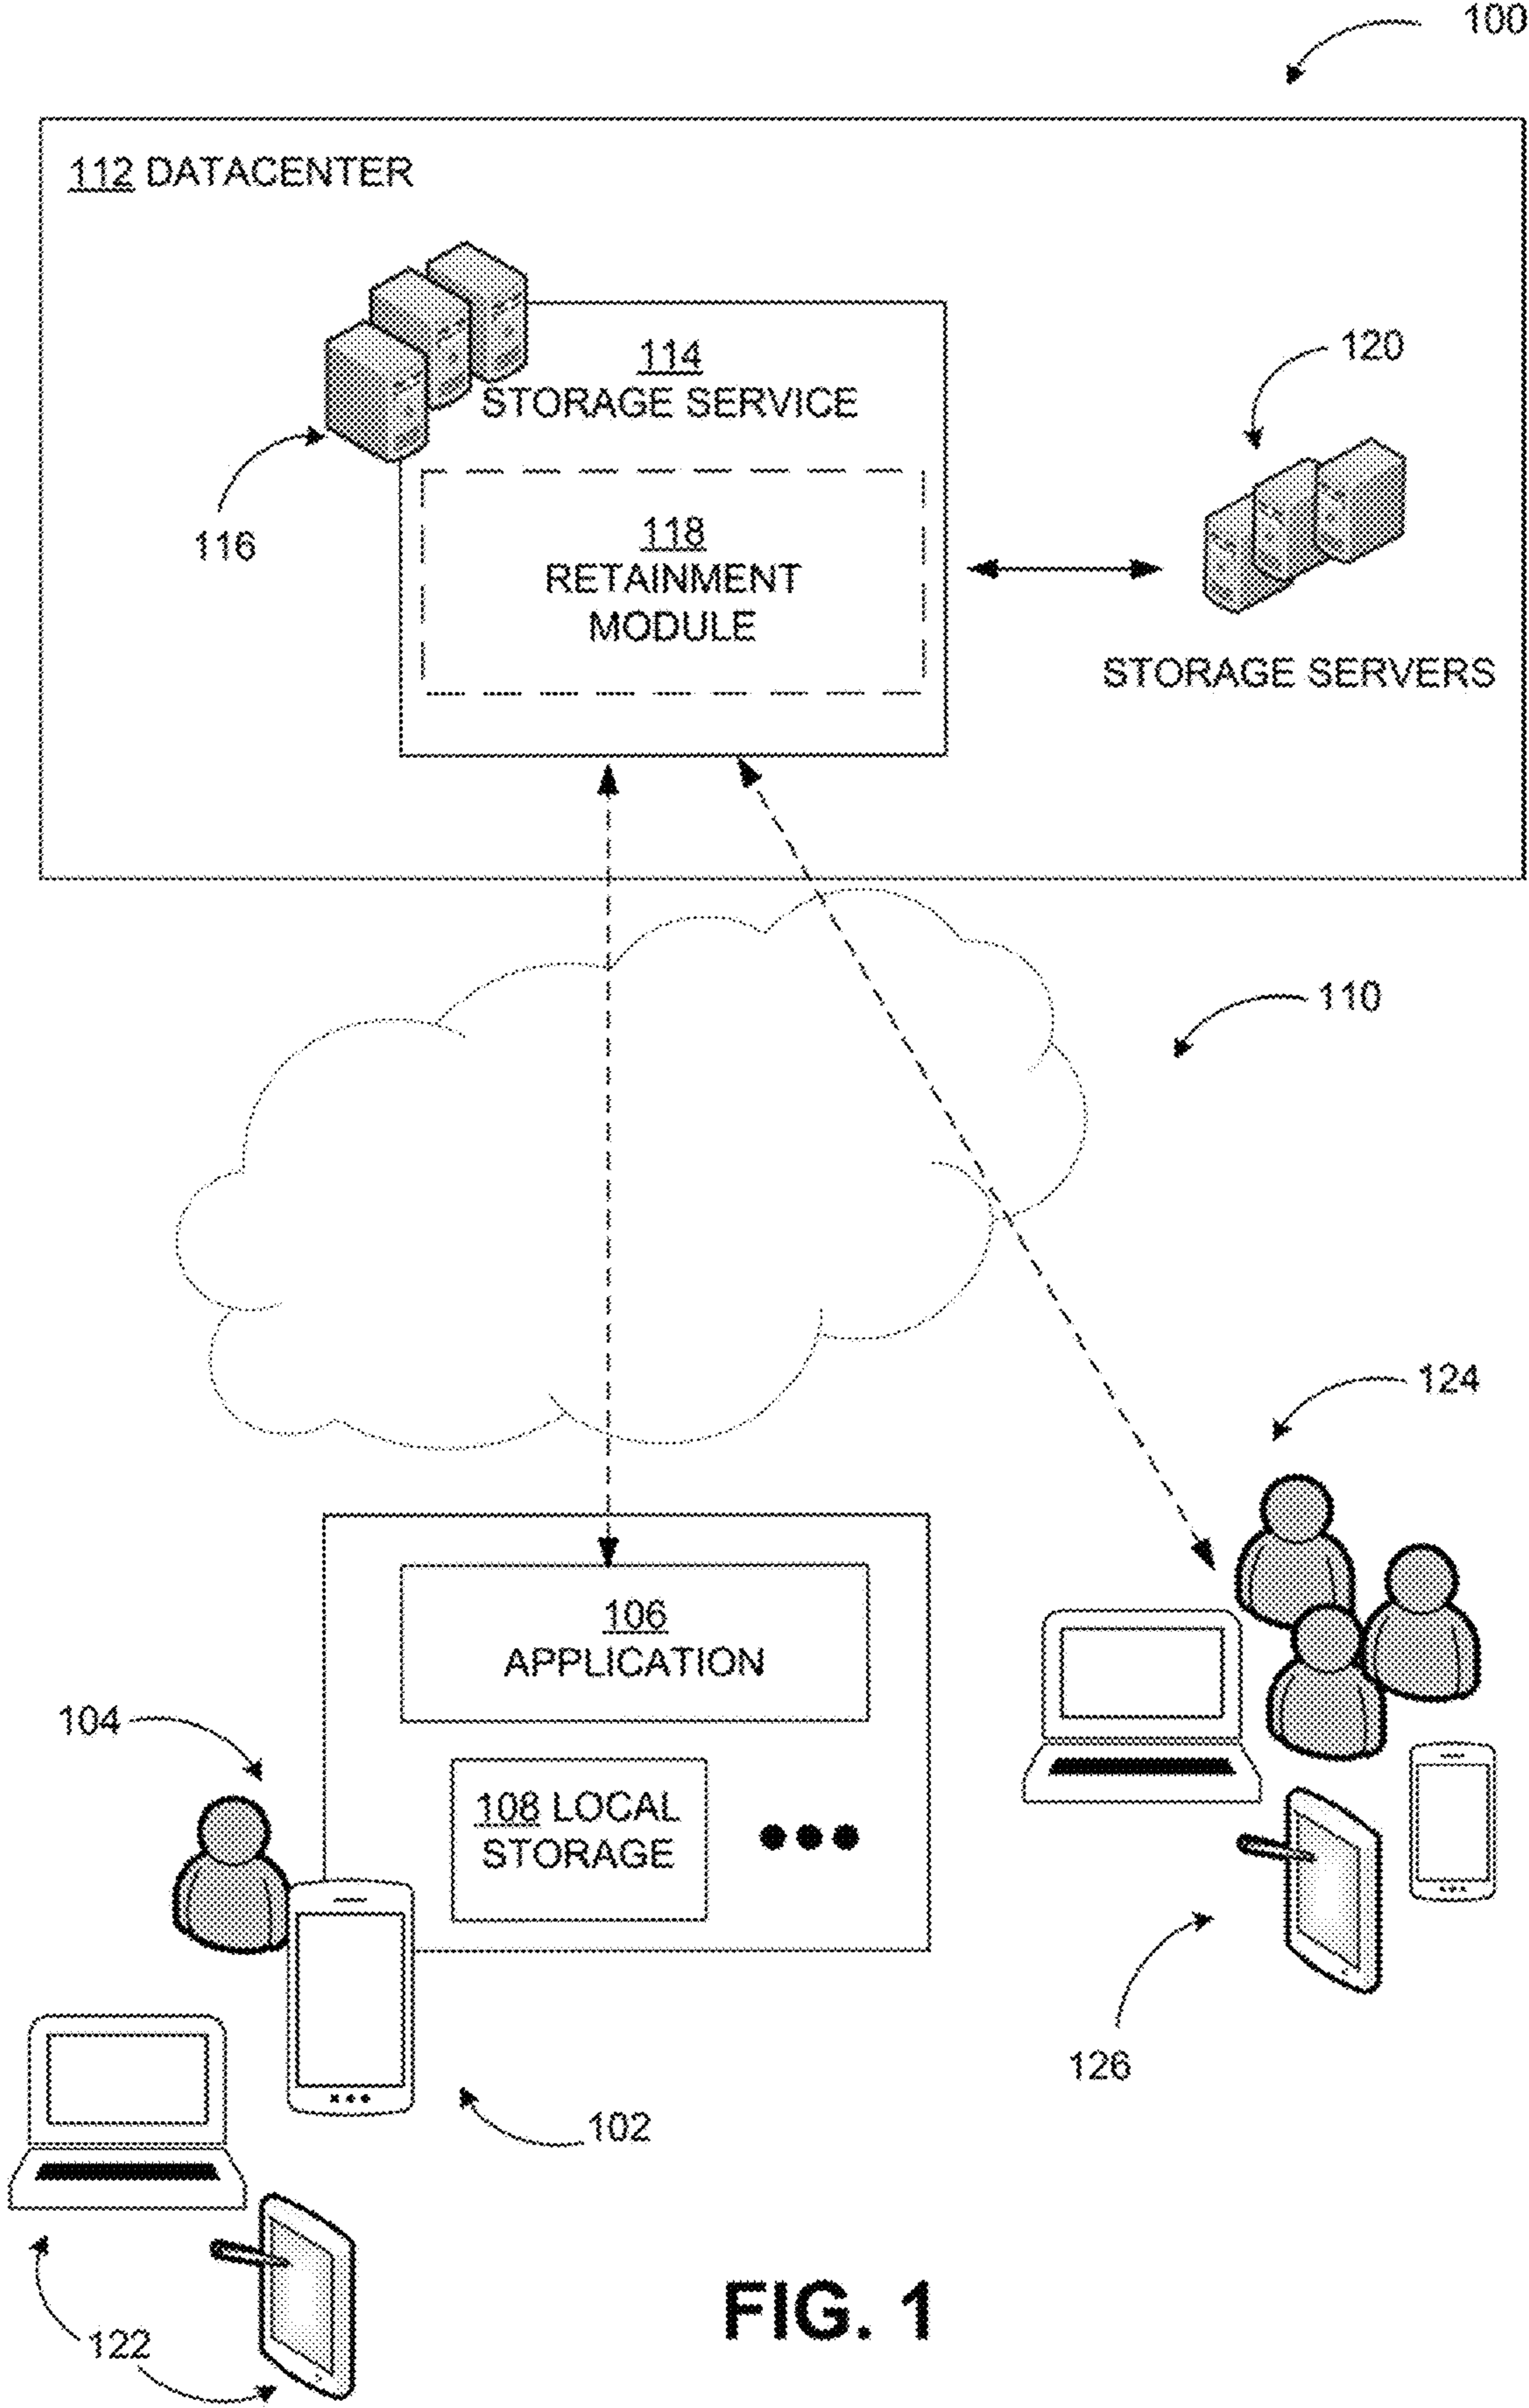 100
112 DATACENTER
114
STORAGE SERVICE
120
116
118
RETAINMENT
MODULE
STORAGE SERVERS
110
124
106
APPLICATION
104
108 LOCAL
STORAGE
126
102
122
FIG. 1